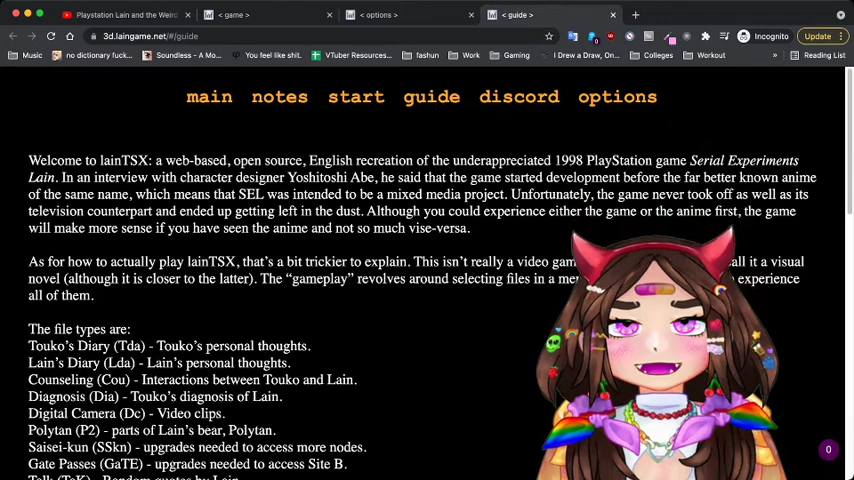 Playstation Lain and the Weird
< game >
< options >
< guide >
3d.laingame.net/#/guide
Incognito
Update
Music
no dictionary fuck...
Soundless - A Mo...
You feel like shit.
VTuber Resources...
fashun
Work
Gaming
I Drew a Draw, On...
Colleges
Workout
Reading List
main notes start guide discord options
Welcome to lainTSX: a web-based, open source, English recreation of the underappreciated 1998 PlayStation game Serial Experiments
Lain. In an interview with character designer Yoshitoshi Abe, he said that the game started development before the far better known anime
of the same name, which means that SEL was intended to be a mixed media project. Unfortunately, the game never took off as well as its
television counterpart and ended up getting left in the dust. Although you could experience either the game or the anime first, the game
will make more sense if you have seen the anime and not so much vise-versa.
As for how to actually play lainTSX, that's a bit trickier to explain. This isn't really a video gam call it a visual
novel (although it is closer to the latter). The “gameplay” revolves around selecting files in a me experience
all of them.
The file types are:
Touko's Diary (Tda) - Touko's personal thoughts.
Lain's Diary (Lda) - Lain's personal thoughts.
Counseling (Cou) - Interactions between Touko and Lain.
Diagnosis (Dia) - Touko's diagnosis of Lain.
Digital Camera (Dc) - Video clips.
Polytan (P2) - parts of Lain's bear, Polytan.
Saisei-kun (SSkn) - upgrades needed to access more nodes.
Gate Passes (GaTE) - upgrades needed to access Site B.
Talk (TaK) - Random quotes by Lain.
0